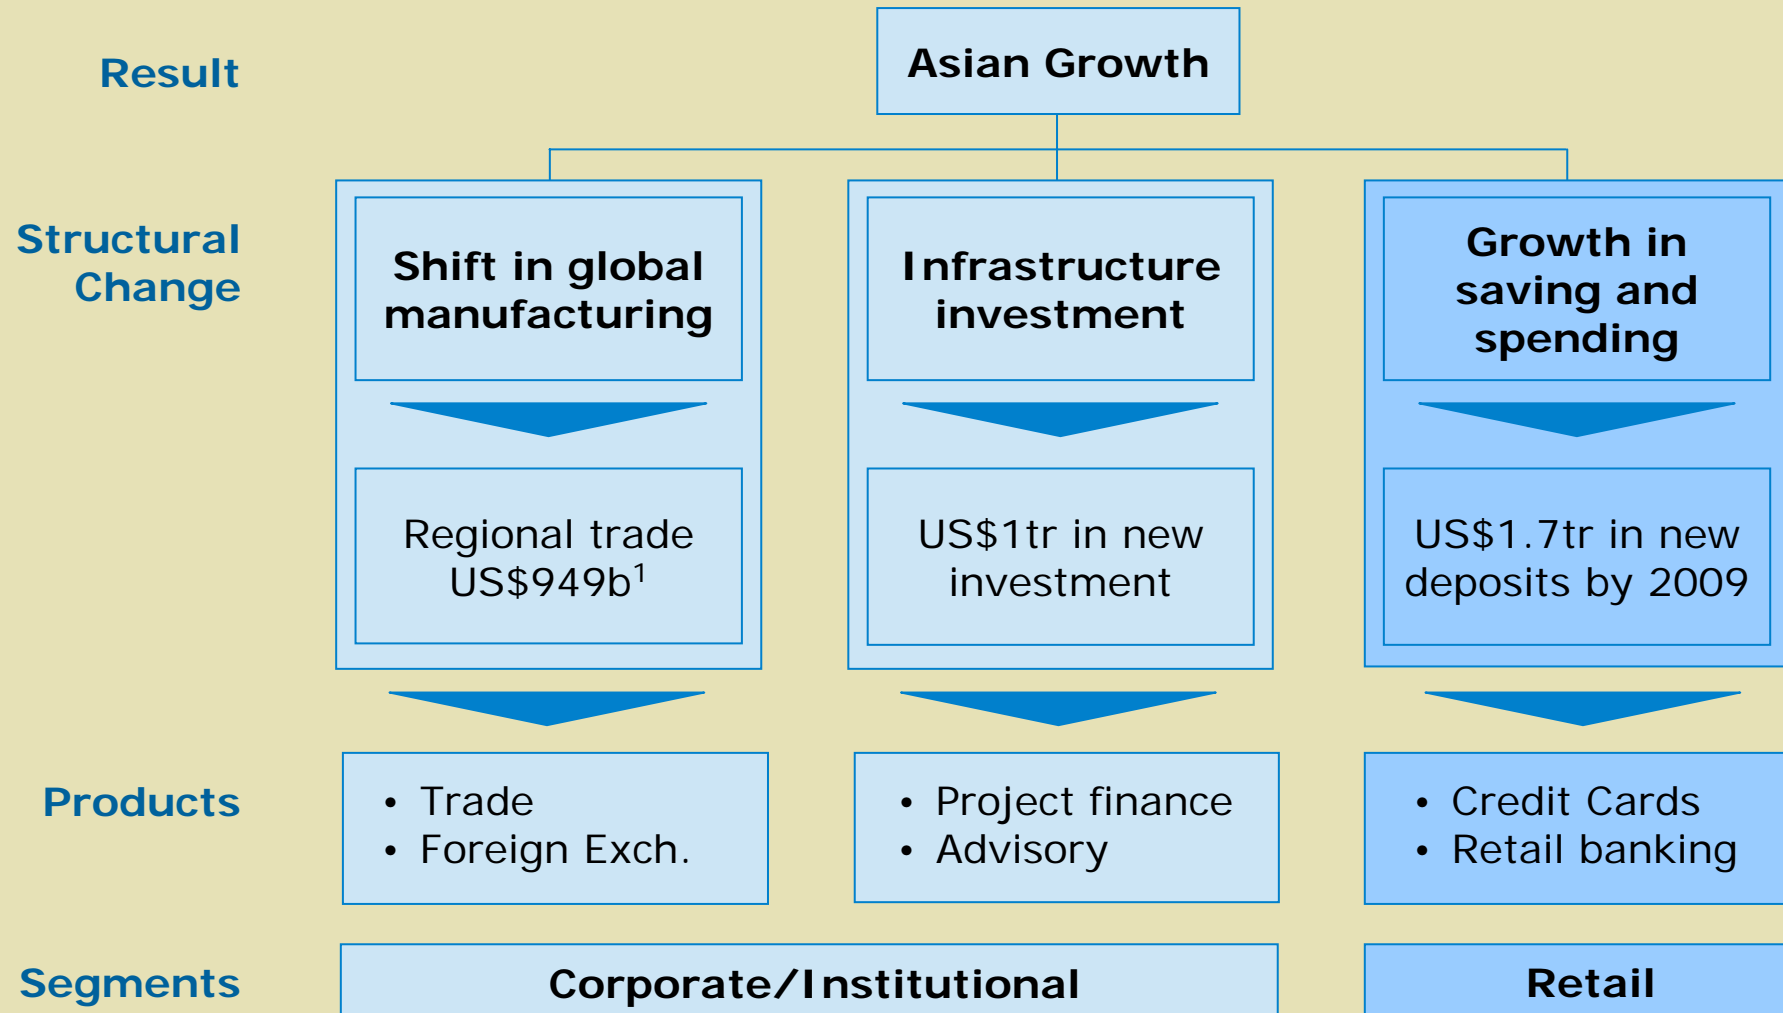 Result
Asian Growth
Structural
Change
Shift in global
manufacturing
Infrastructure
investment
Growth in
saving and
spending
Regional trade
US$949b¹
US$1tr in new
investment
US$1.7tr in new
deposits by 2009
Products
• Trade
• Foreign Exch.
• Project finance
• Advisory
• Credit Cards
• Retail banking
Segments
Corporate/Institutional
Retail